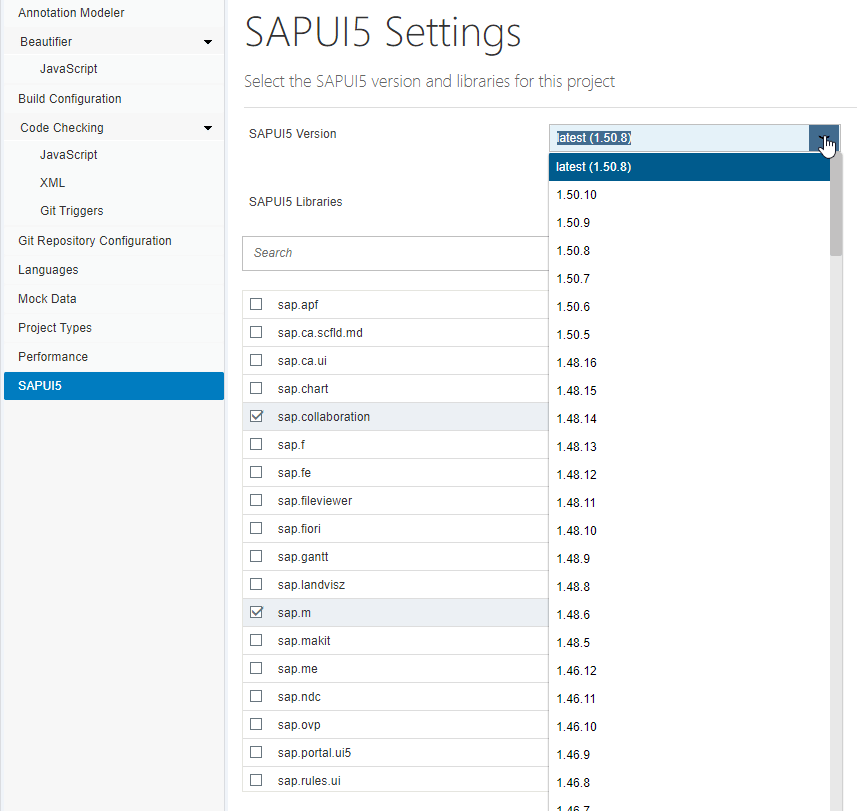 Annotation Modeler
Beautifier
JavaScript
Build Configuration
Code Checking
JavaScript
XML
Git Triggers
Git Repository Configuration
Languages
Mock Data
Project Types
Performance
SAPUI5
SAPUI5 Settings
Select the SAPUI5 version and libraries for this project
SAPUI5 Version
latest (1.50.8)
SAPUI5 Libraries
Search
sap.apf
sap.ca.scfld.md
sap.ca.ui
sap.chart
sap.collaboration
sap.f
sap.fe
sap.fileviewer
sap.fiori
sap.gantt
sap.landvisz
sap.m
sap.makit
sap.me
sap.ndc
sap.ovp
sap.portal.ui5
sap.rules.ui
latest (1.50.8)
1.50.10
1.50.9
1.50.8
1.50.7
1.50.6
1.50.5
1.48.16
1.48.15
1.48.14
1.48.13
1.48.12
1.48.11
1.48.10
1.48.9
1.48.8
1.48.6
1.48.5
1.46.12
1.46.11
1.46.10
1.46.9
1.46.8
1.46.7